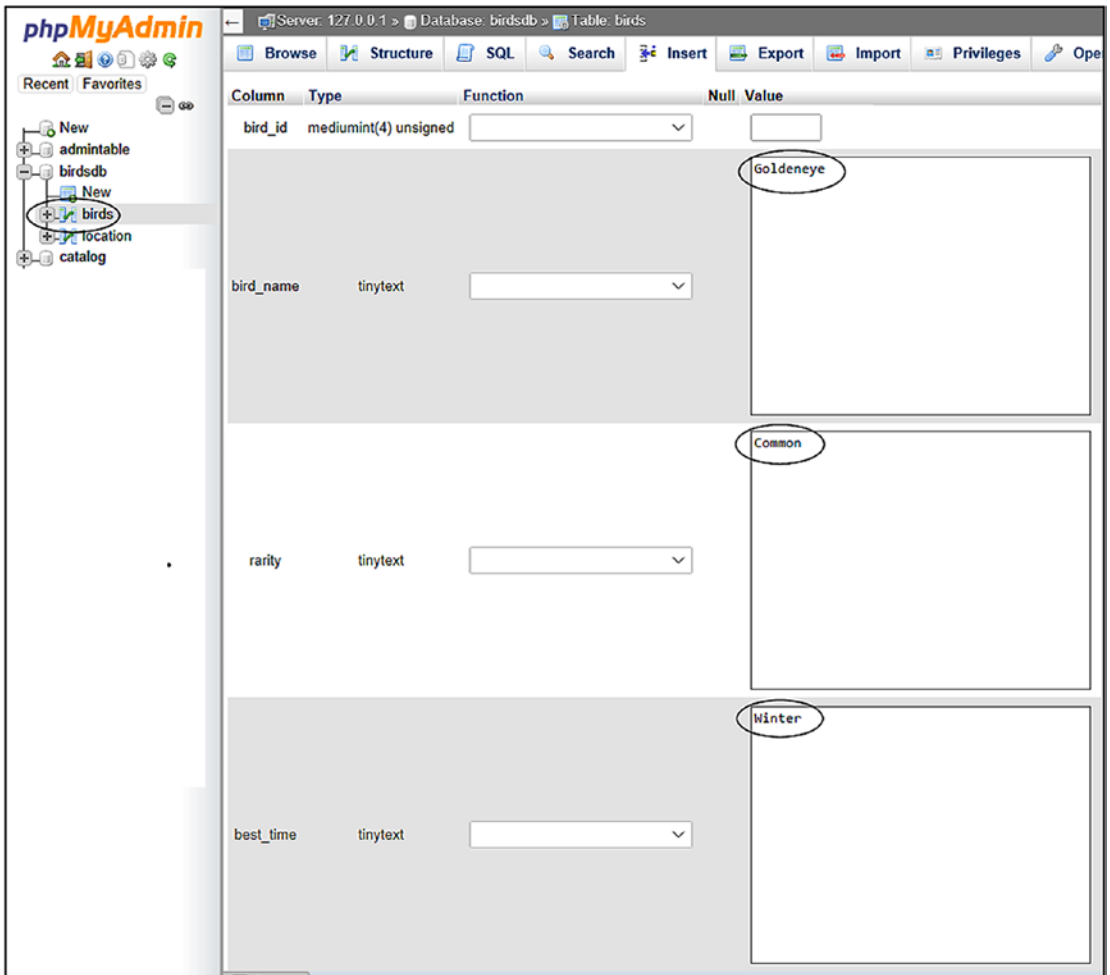 phpMyAdmin
Recent Favorites
New
admintable
birdsdb
New
birds
location
catalog
Server: 127.0.0.1 » Database: birdsdb » Table: birds
Browse Structure SQL Search Insert Export Import Privileges Ope
Column Type Function Null Value
bird_id mediumint(4) unsigned
bird_name tinytext Goldeneye
rarity tinytext Common
best_time tinytext Winter